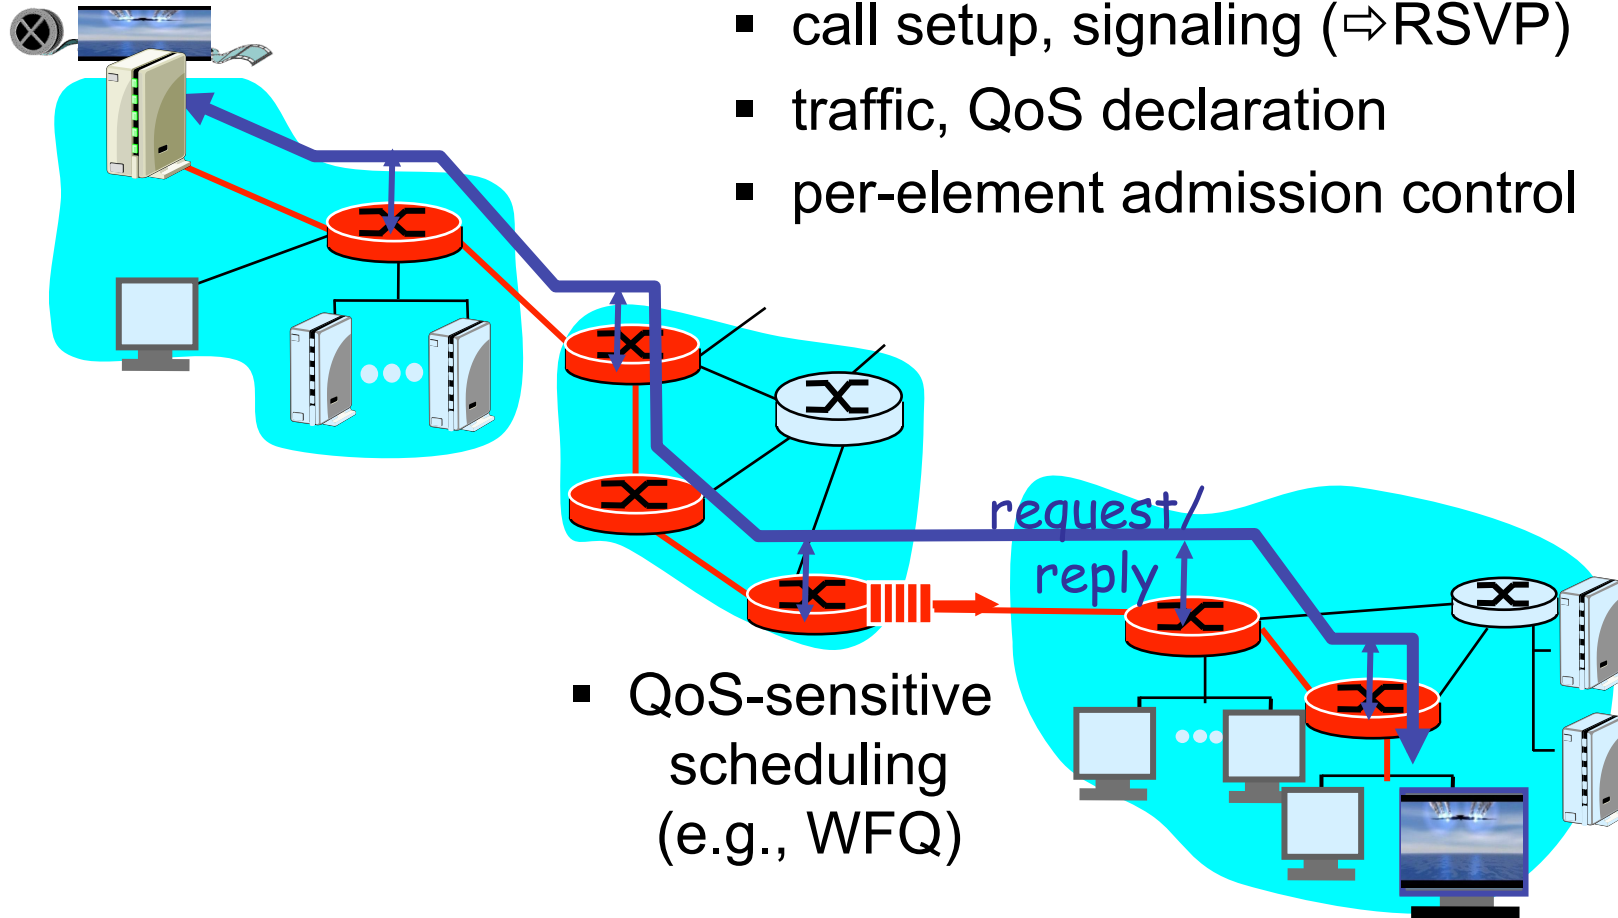 ▪ call setup, signaling (⇨RSVP)
▪ traffic, QoS declaration
▪ per-element admission control
request/
reply
▪ QoS-sensitive
scheduling
(e.g., WFQ)